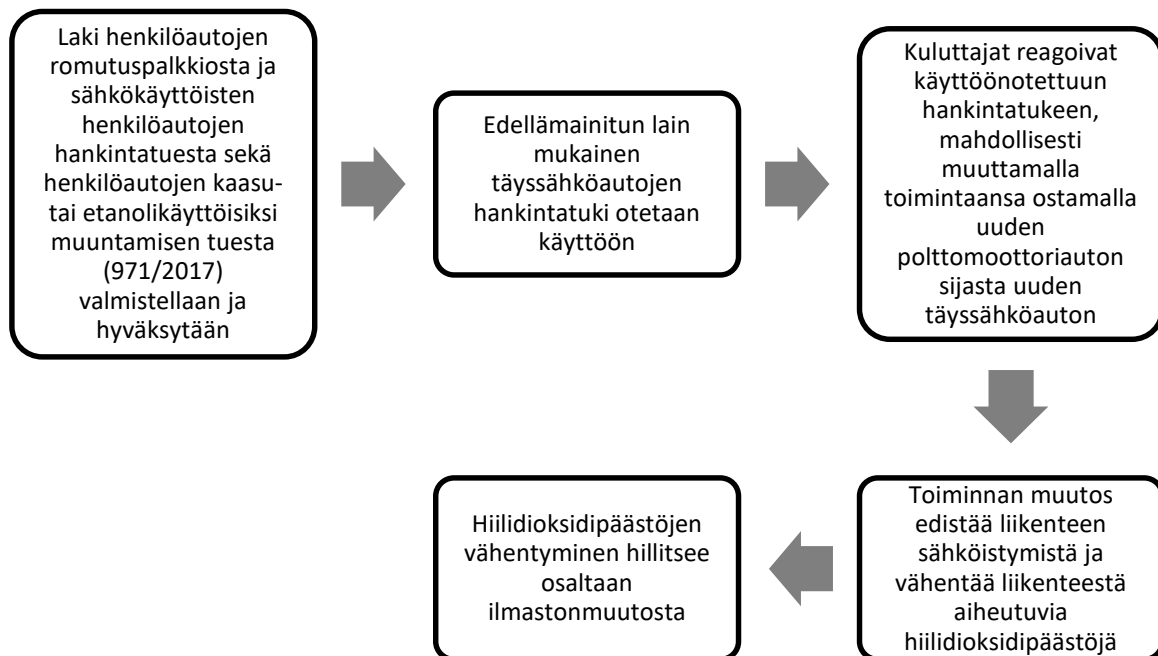 Laki henkilöautojen
romutuspalkkiosta ja
sähkökäyttöisten
henkilöautojen
hankintatuesta sekä
henkilöautojen kaasu-
tai etanolikäyttöisiksi
muuntamisen tuesta
(971/2017)
valmistellaan ja
hyväksytään
Edellämainitun lain
mukainen
täyssähköautojen
hankintatuki otetaan
käyttöön
Kuluttajat reagoivat
käyttöönotettuun
hankintatukeen,
mahdollisesti
muuttamalla
toimintaansa ostamalla
uuden
polttomoottoriauton
sijasta uuden
täyssähköauton
Toiminnan muutos
edistää liikenteen
sähköistymistä ja
vähentää liikenteestä
aiheutuvia
hiilidioksidipäästöjä
Hiilidioksidipäästöjen
vähentyminen hillitsee
osaltaan
ilmastonmuutosta